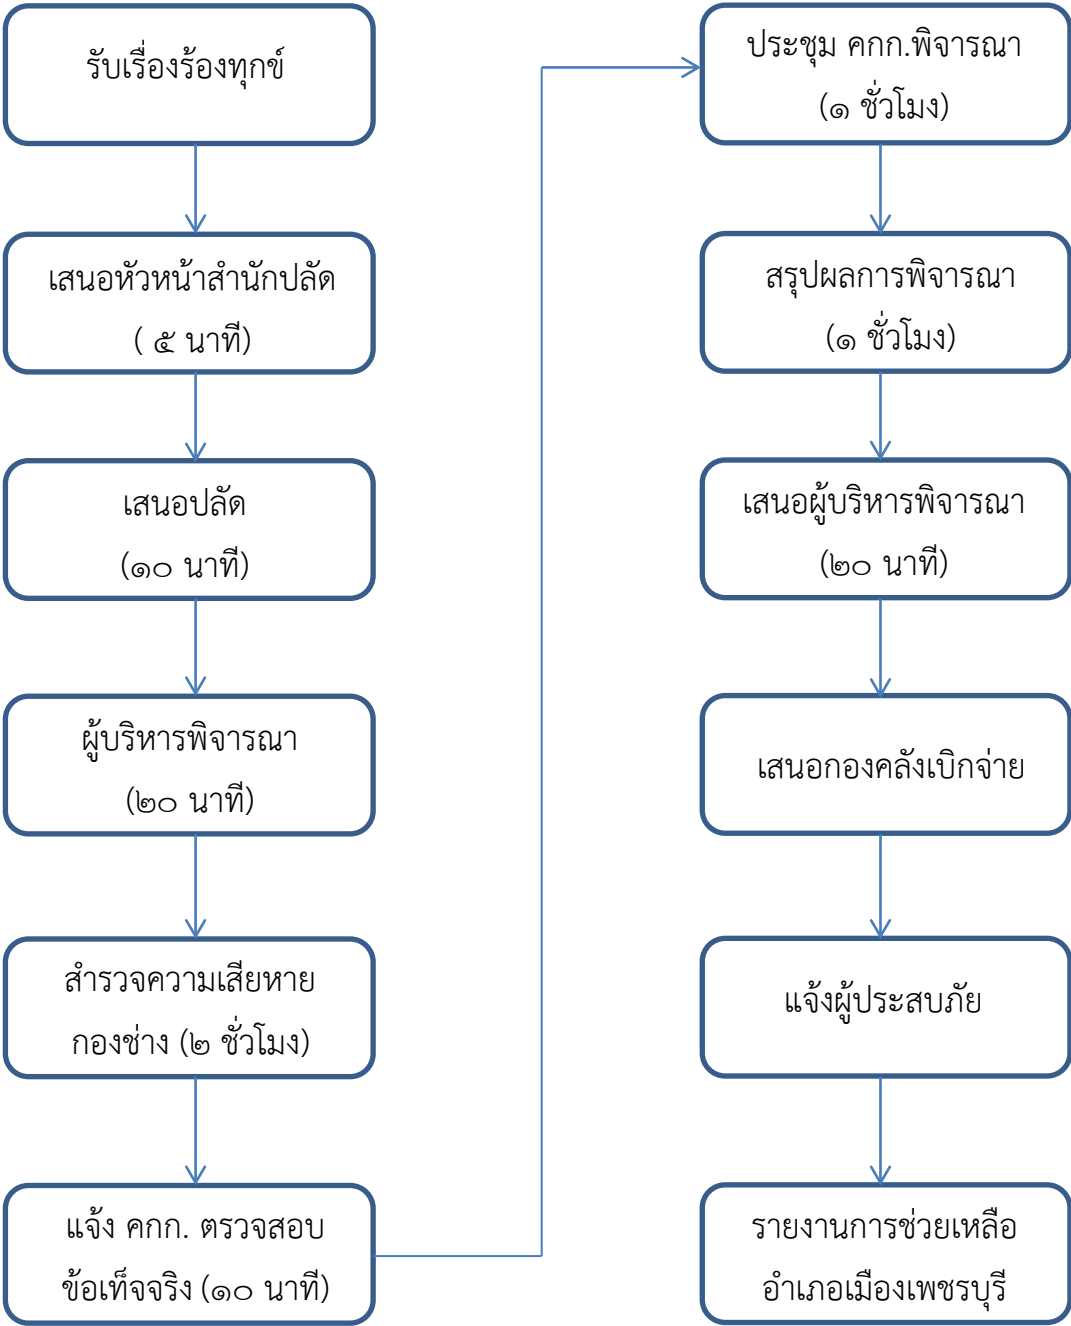 รับเรื่องร้องทุกข์
เสนอหัวหน้าสำนักปลัด
( ๕ นาที)
เสนอปลัด
(๑๐ นาที)
ผู้บริหารพิจารณา
(๒๐ นาที)
สำรวจความเสียหาย
กองช่าง (๒ ชั่วโมง)
แจ้ง คกก. ตรวจสอบ
ข้อเท็จจริง (๑๐ นาที)
ประชุม คกก.พิจารณา
(๑ ชั่วโมง)
สรุปผลการพิจารณา
(๑ ชั่วโมง)
เสนอผู้บริหารพิจารณา
(๒๐ นาที)
เสนอกองคลังเบิกจ่าย
แจ้งผู้ประสบภัย
รายงานการช่วยเหลือ
อำเภอเมืองเพชรบุรี